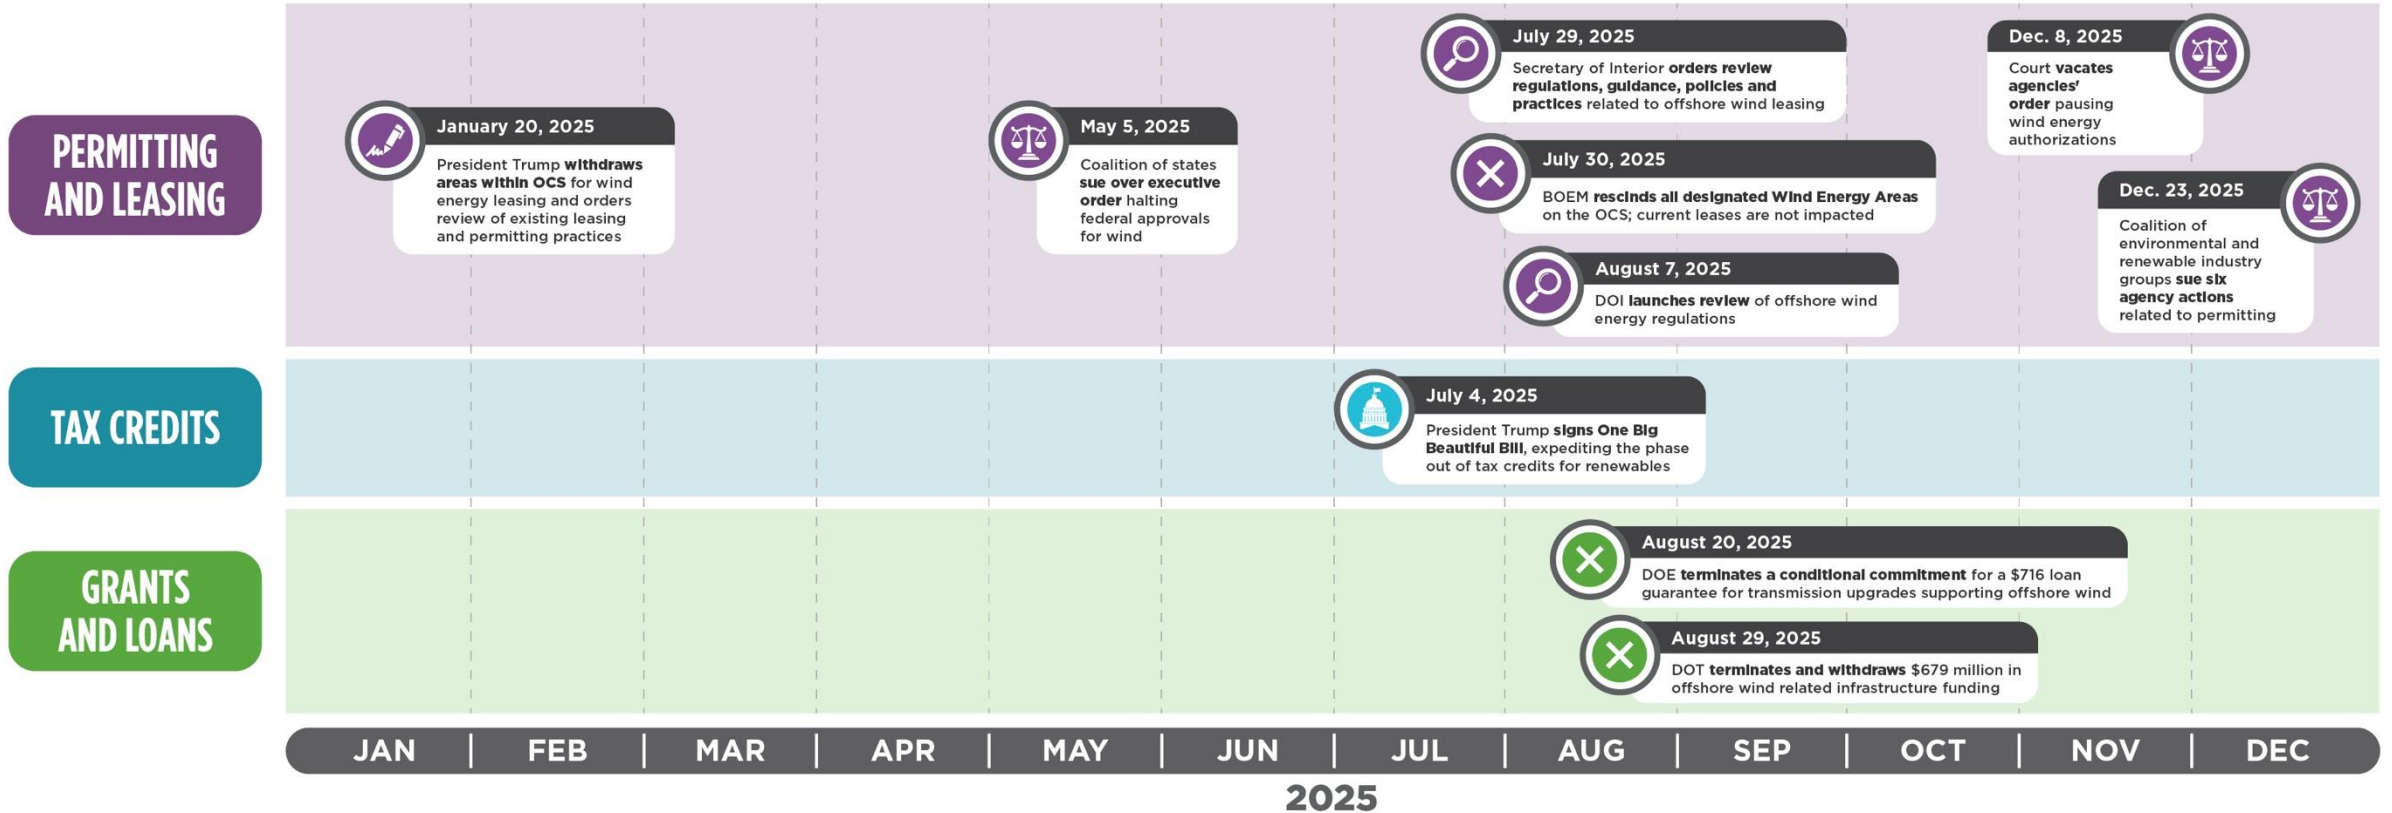 PERMITTING
AND LEASING
January 20, 2025
President Trump withdraws
areas within OCS for wind
energy leasing and orders
review of existing leasing
and permitting practices
May 5, 2025
Coalition of states
sue over executive
order halting
federal approvals
for wind
July 29, 2025
Secretary of Interior orders review
regulations, guidance, policies and
practices related to offshore wind leasing
July 30, 2025
BOEM rescinds all designated Wind Energy Areas
on the OCS; current leases are not impacted
August 7, 2025
DOI launches review of offshore wind
energy regulations
Dec. 8, 2025
Court vacates
agencies'
order pausing
wind energy
authorizations
Dec. 23, 2025
Coalition of
environmental and
renewable industry
groups sue six
agency actions
related to permitting
TAX CREDITS
July 4, 2025
President Trump signs One Big
Beautiful Bill, expediting the phase
out of tax credits for renewables
GRANTS
AND LOANS
August 20, 2025
DOE terminates a conditional commitment for a $716 loan
guarantee for transmission upgrades supporting offshore wind
August 29, 2025
DOT terminates and withdraws $679 million in
offshore wind related infrastructure funding
JAN FEB MAR APR MAY JUN JUL AUG SEP OCT NOV DEC
2025